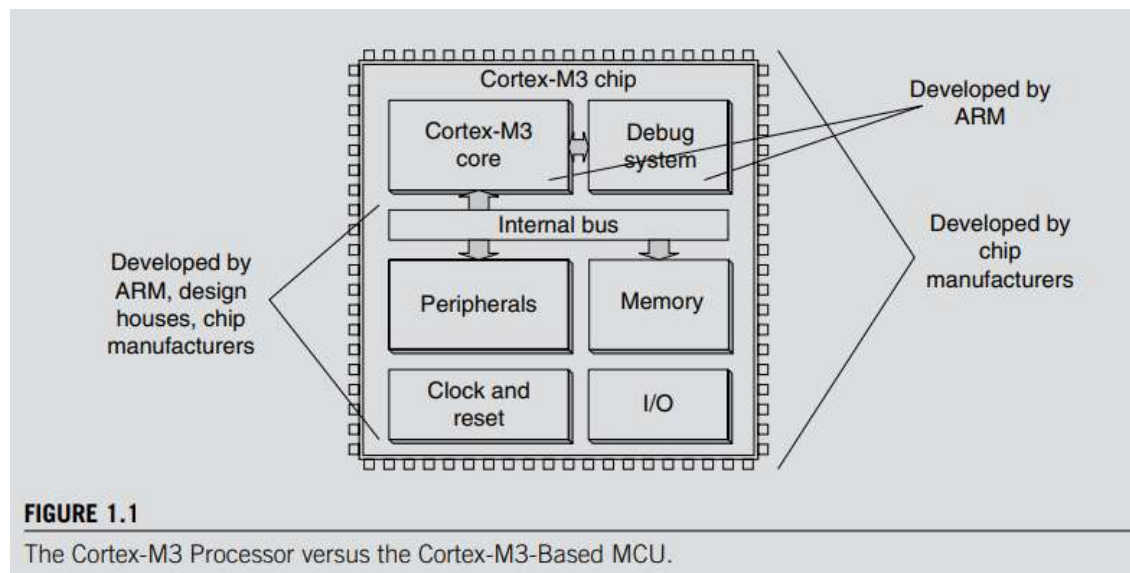 Cortex-M3 chip
Cortex-M3
core
Debug
system
Developed by
ARM
Internal bus
Developed by
ARM, design
houses, chip
manufacturers
Developed by
chip
manufacturers
Peripherals
Memory
Clock and
reset
I/O
FIGURE 1.1
The Cortex-M3 Processor versus the Cortex-M3-Based MCU.